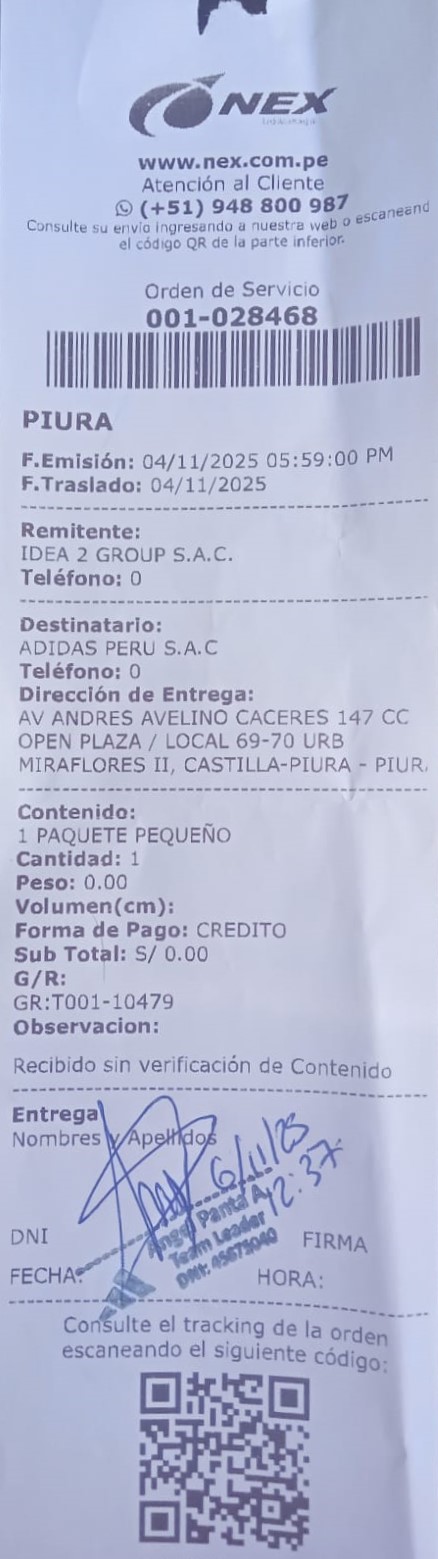 NEX
www.nex.com.pe
Atención al Cliente
(+51) 948 800 987
Consulte su envío ingresando a nuestra web o escaneand
el código QR de la parte inferior.
Orden de Servicio
001-028468
PIURA
F.Emisión: 04/11/2025 05:59:00 PM
F.Traslado: 04/11/2025
Remitente:
IDEA 2 GROUP S.A.C.
Teléfono: 0
Destinatario:
ADIDAS PERU S.A.C
Teléfono: 0
Dirección de Entrega:
AV ANDRES AVELINO CACERES 147 CC
OPEN PLAZA / LOCAL 69-70 URB
MIRAFLORES II, CASTILLA-PIURA - PIUR
Contenido:
1 PAQUETE PEQUEÑO
Cantidad: 1
Peso: 0.00
Volumen(cm):
Forma de Pago: CREDITO
Sub Total: S/ 0.00
G/R:
GR:T001-10479
Observacion:
Recibido sin verificación de Contenido
Entrega
Nombres y Apellidos
6/11/25
12:37
Angel Panta A.
Team Leader
DNI: 45673040
DNI
FIRMA
FECHA:
HORA:
Consulte el tracking de la orden
escaneando el siguiente código: